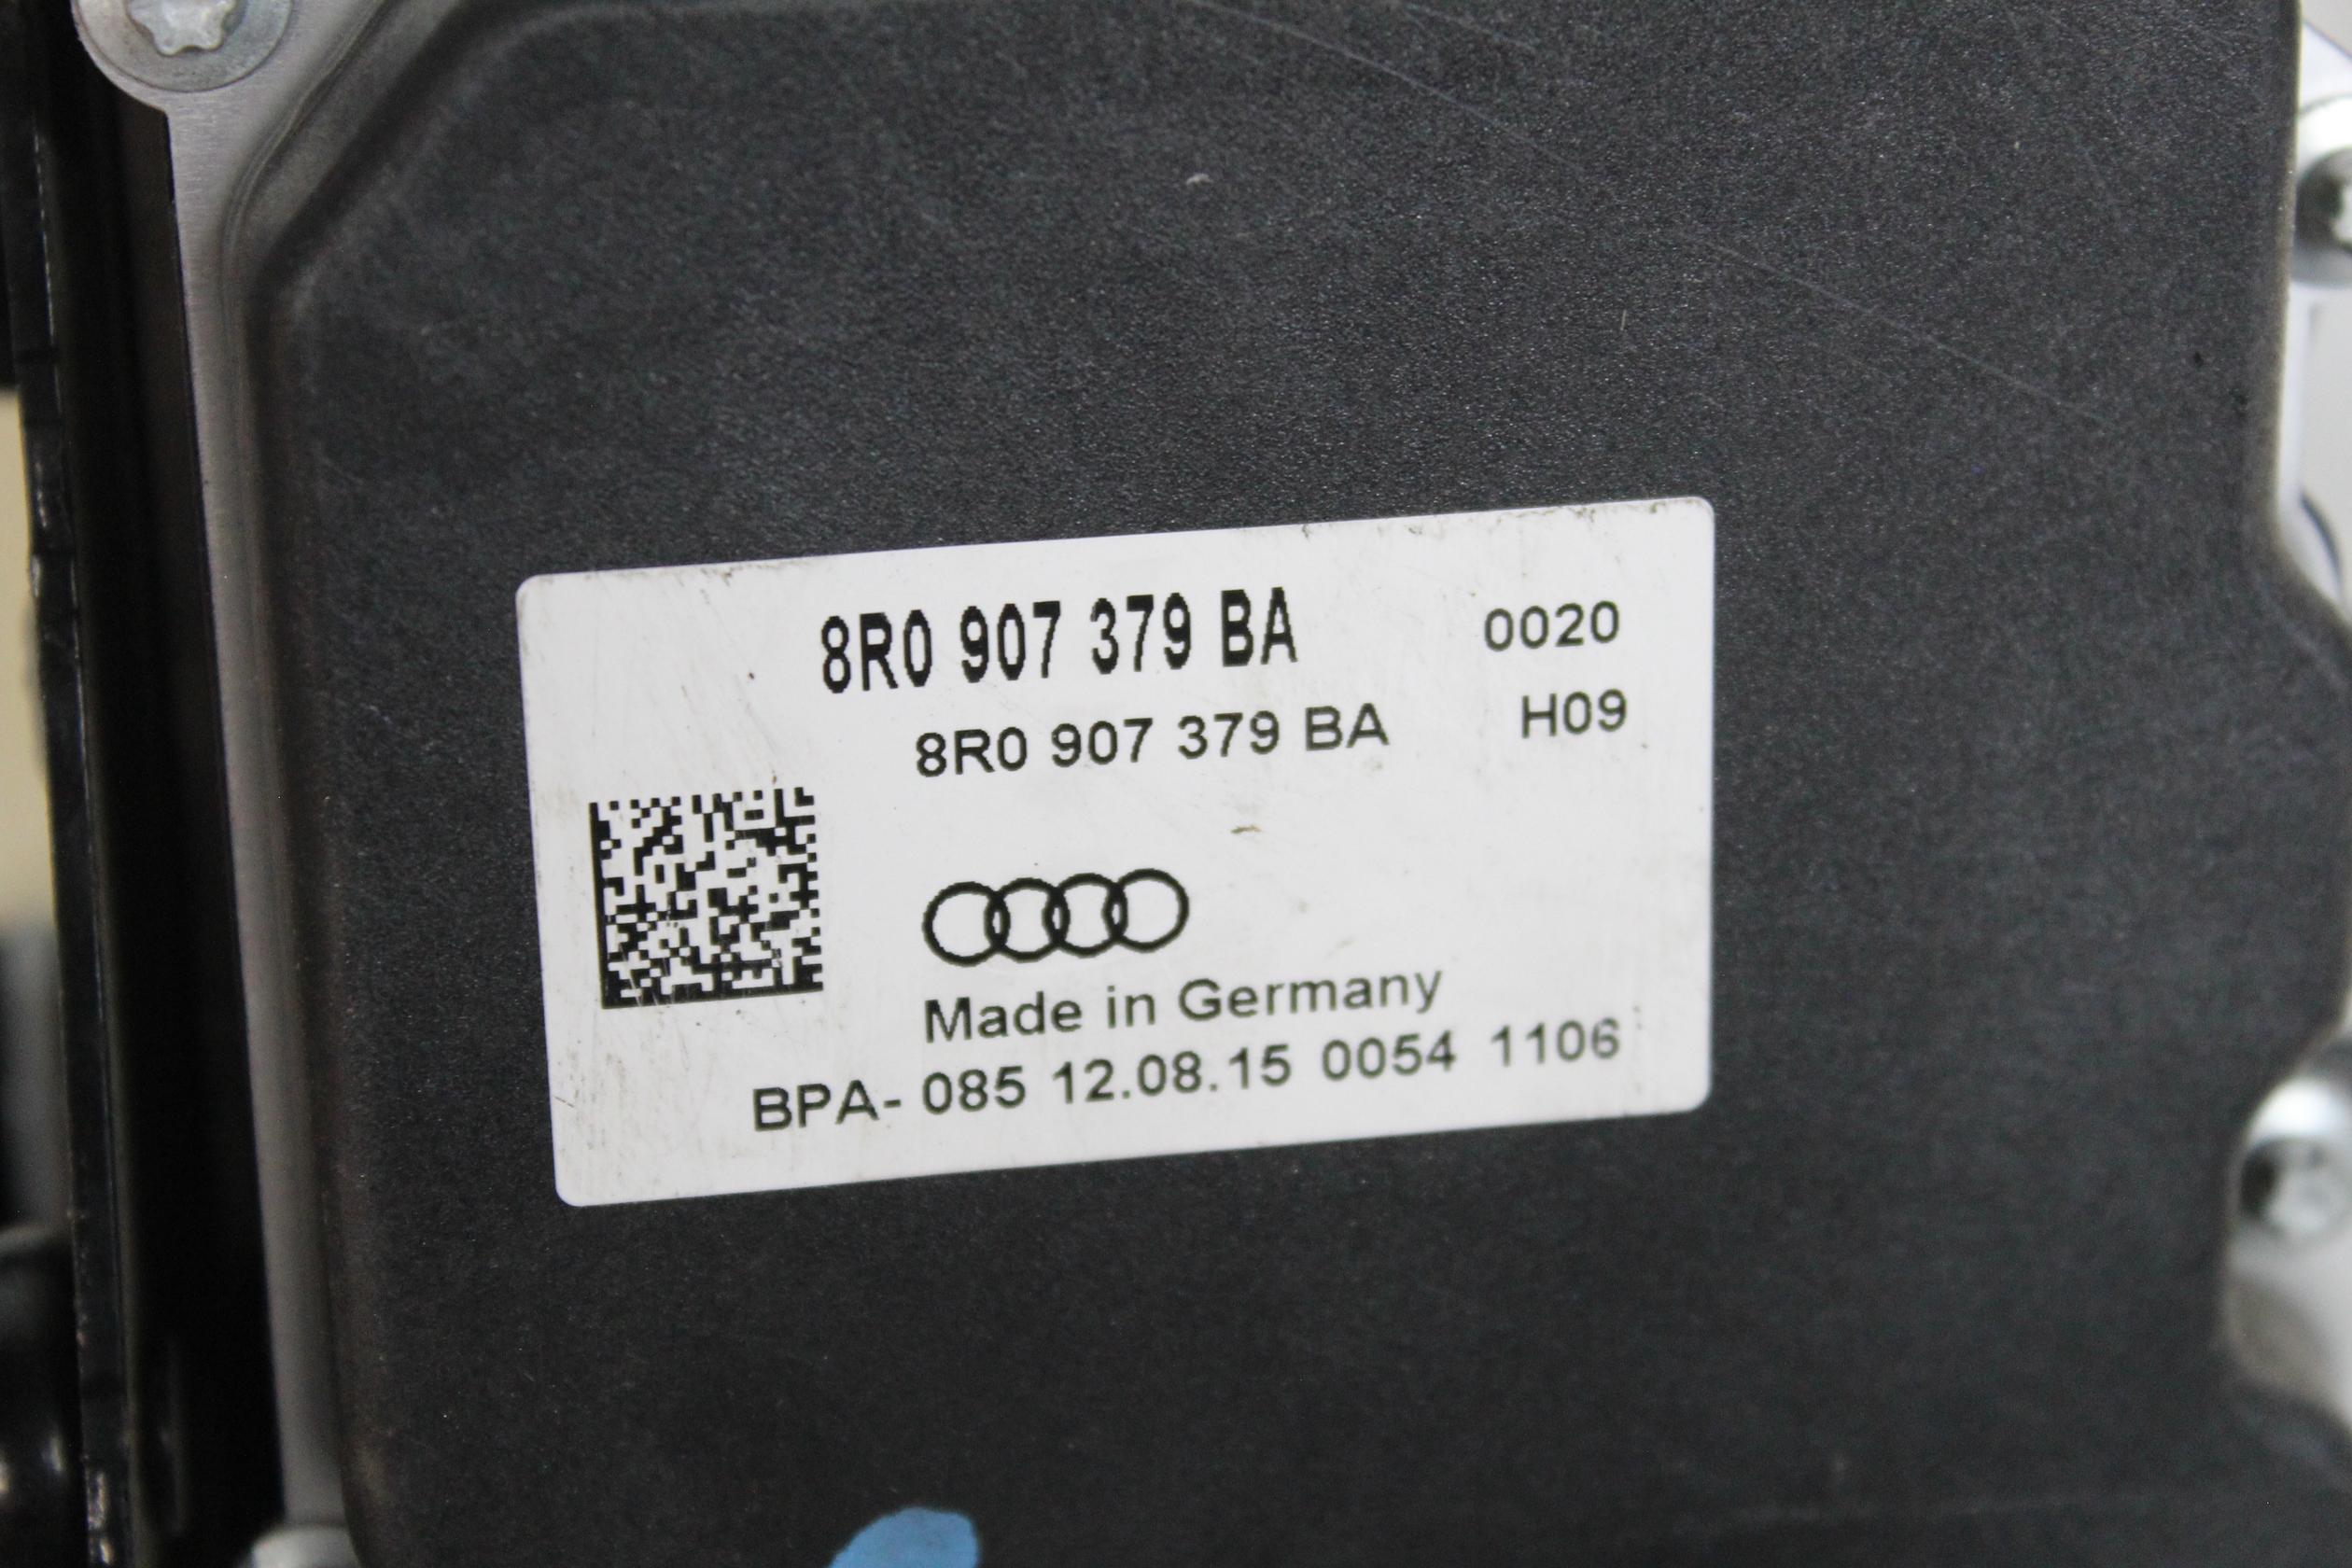 8R0 907 379 BA 0020
8R0 907 379 BA H09
Made in Germany
BPA- 085 12.08.15 0054 1106